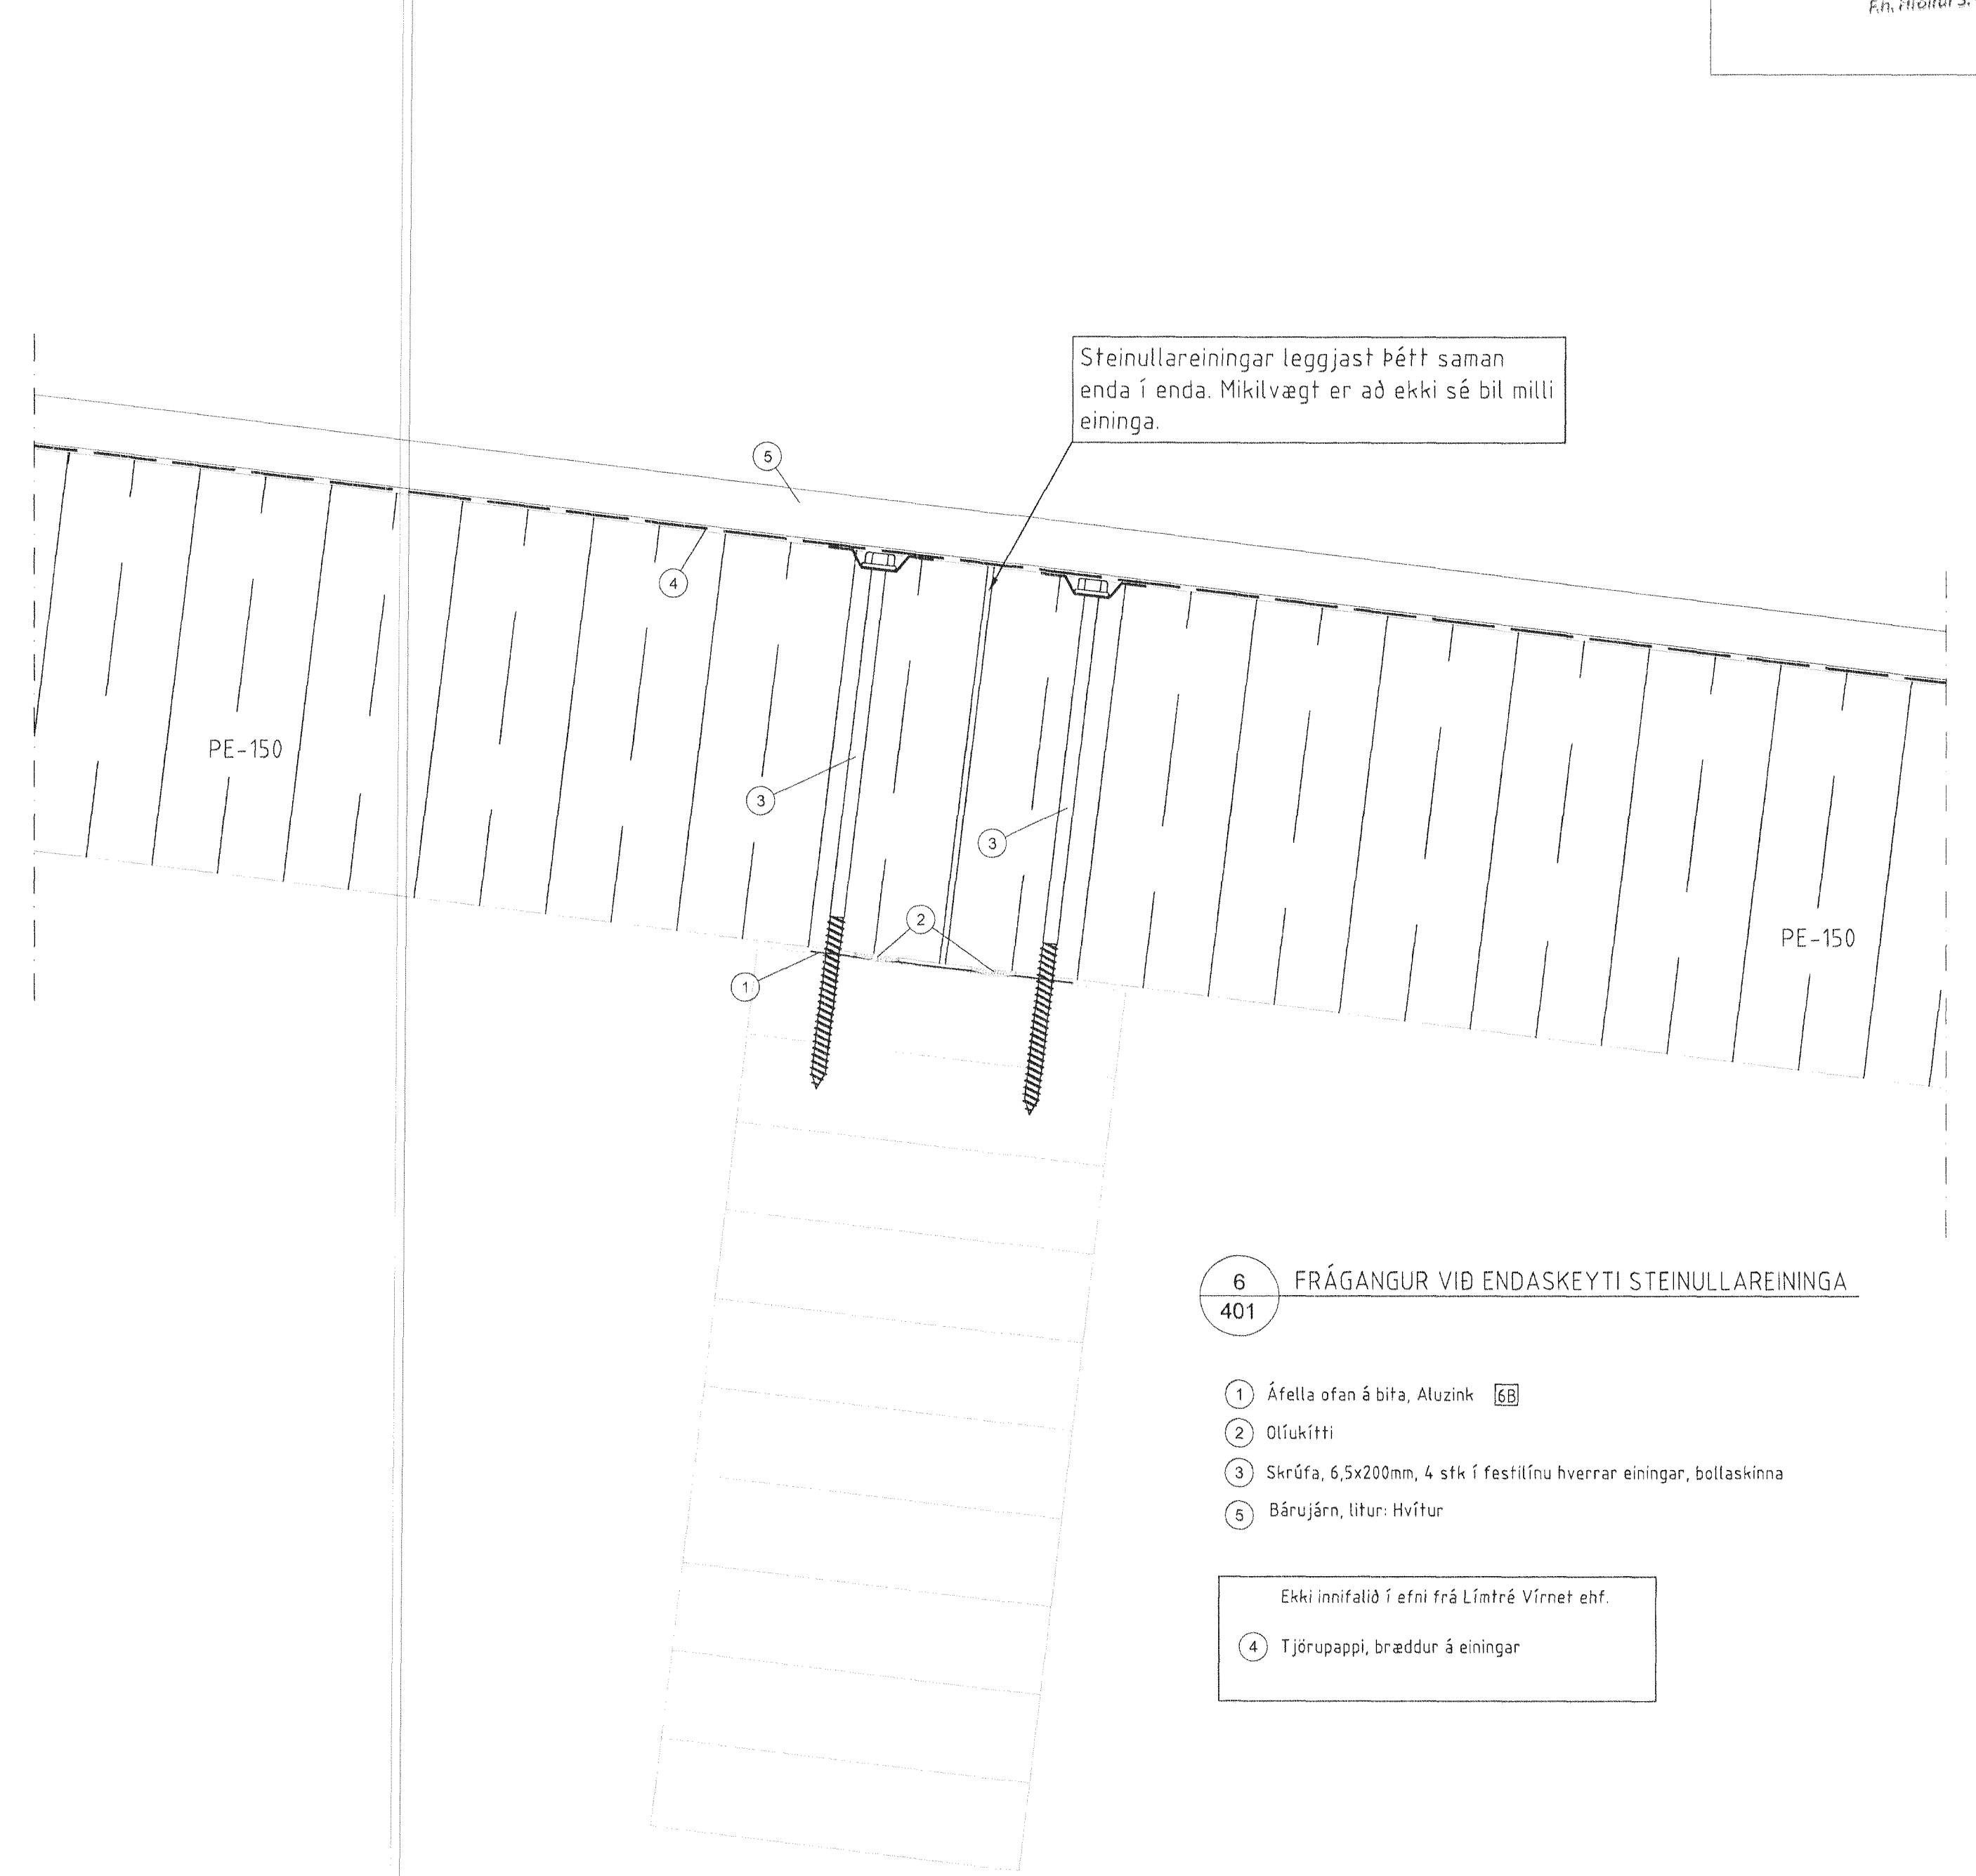 Steinullareiningar leggjast þétt saman
enda í enda. Mikilvægt er að ekki sé bil milli
eininga.
5
4
PE-150
3
3
2
PE-150
1
6
401
FRÁGANGUR VIÐ ENDASKEYTI STEINULLAREININGA
1 Áfella ofan á bita, Aluzink 6B
2 Olíukítti
3 Skrúfa, 6,5x200mm, 4 stk í festilínu hverrar einingar, bollaskinna
5 Bárujárn, litur: Hvítur
Ekki innifalið í efni frá Límtré Vírnet ehf.
4 Tjörupappi, bræddur á einingar